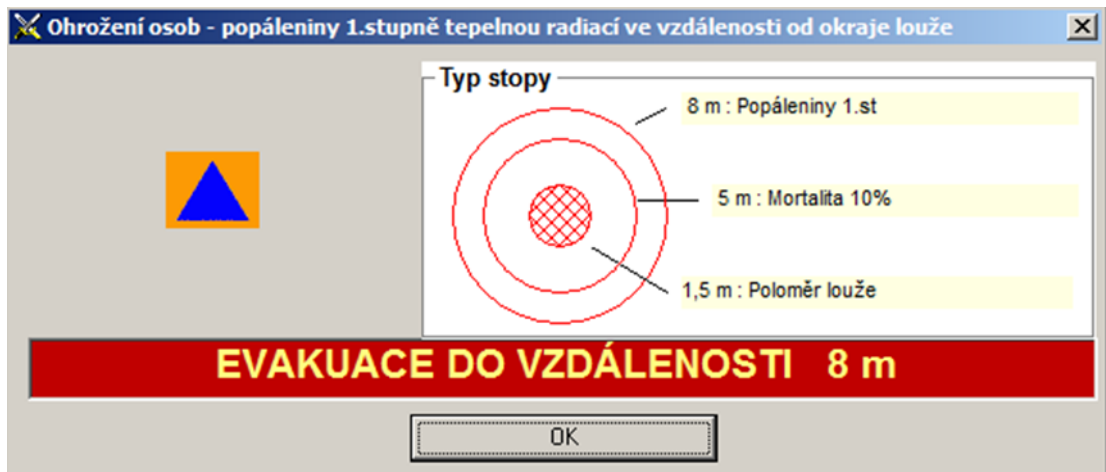 Ohrožení osob - popáleniny 1.stupně tepelnou radiací ve vzdálenosti od okraje louže
Typ stopy
8 m : Popáleniny 1.st
5 m : Mortalita 10%
1,5 m : Poloměr louže
EVAKUACE DO VZDÁLENOSTI 8 m
OK